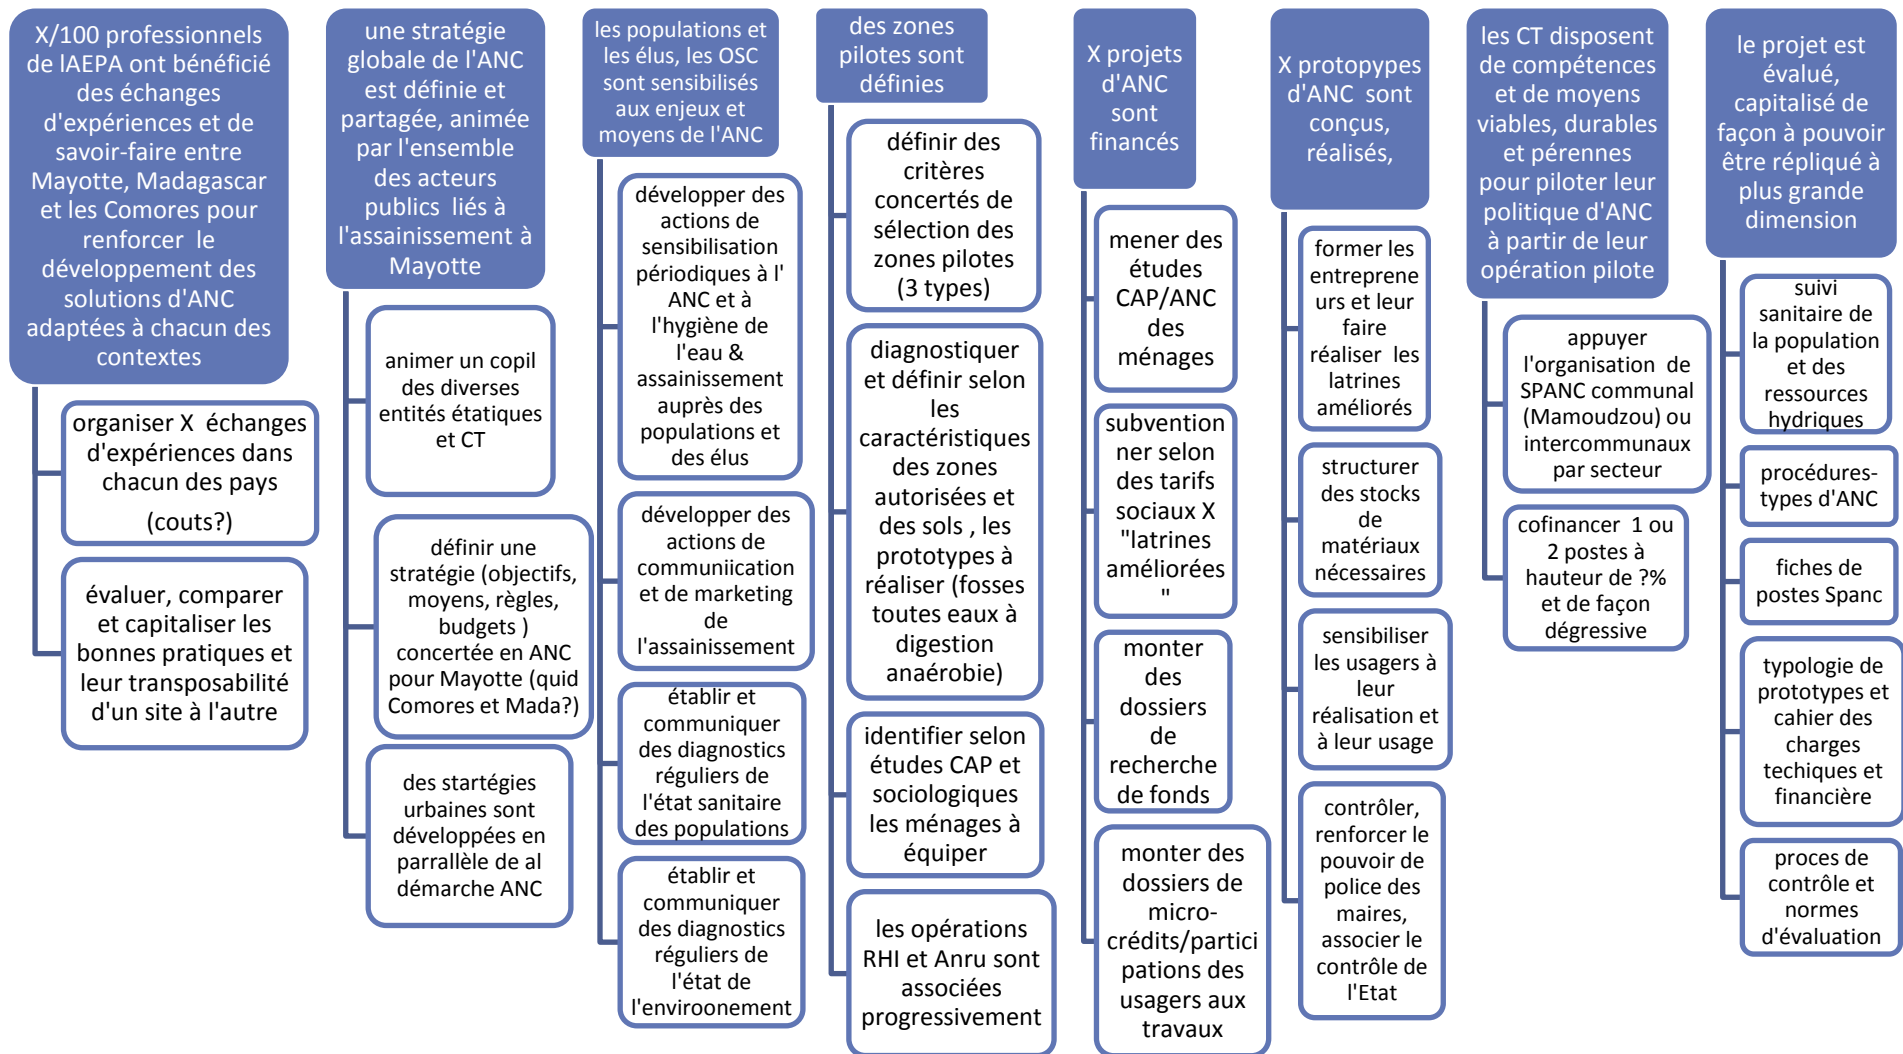 X/100 professionnels
de lAEPA ont bénéficié
des échanges
d'expériences et de
savoir-faire entre
Mayotte, Madagascar
et les Comores pour
renforcer le
développement des
solutions d'ANC
adaptées à chacun des
contextes
organiser X échanges
d'expériences dans
chacun des pays
(couts?)
évaluer, comparer
et capitaliser les
bonnes pratiques et
leur transposabilité
d'un site à l'autre
une stratégie
globale de l'ANC
est définie et
partagée, animée
par l'ensemble
des acteurs
publics liés à
l'assainissement à
Mayotte
animer un copil
des diverses
entités étatiques
et CT
définir une
stratégie (objectifs,
moyens, règles,
budgets )
concertée en ANC
pour Mayotte (quid
Comores et Mada?)
des startégies
urbaines sont
développées en
parrallèle de al
démarche ANC
les populations et
les élus, les OSC
sont sensibilisés
aux enjeux et
moyens de l'ANC
développer des
actions de
sensibilisation
périodiques à l'
ANC et à
l'hygiène de
l'eau &
assainissement
auprès des
populations et
des élus
développer des
actions de
communiication
et de marketing
de
l'assainissement
établir et
communiquer
des diagnostics
réguliers de
l'état sanitaire
des populations
établir et
communiquer
des diagnostics
réguliers de
l'état de
l'enviroonement
des zones
pilotes sont
définies
définir des
critères
concertés de
sélection des
zones pilotes
(3 types)
diagnostiquer
et définir selon
les
caractéristiques
des zones
autorisées et
des sols , les
prototypes à
réaliser (fosses
toutes eaux à
digestion
anaérobie)
identifier selon
études CAP et
sociologiques
les ménages à
équiper
les opérations
RHI et Anru sont
associées
progressivement
X projets
d'ANC
sont
financés
mener des
études
CAP/ANC
des
ménages
subvention
ner selon
des tarifs
sociaux X
"latrines
améliorées
"
monter
des
dossiers
de
recherche
de fonds
monter des
dossiers de
micro-
crédits/partici
pations des
usagers aux
travaux
X protopypes
d'ANC sont
conçus,
réalisés,
former les
entreprene
urs et leur
faire
réaliser les
latrines
améliorés
structurer
des stocks
de
matériaux
nécessaires
sensibiliser
les usagers à
leur
réalisation et
à leur usage
contrôler,
renforcer le
pouvoir de
police des
maires,
associer le
contrôle de
l'Etat
les CT disposent
de compétences
et de moyens
viables, durables
et pérennes
pour piloter leur
politique d'ANC
à partir de leur
opération pilote
appuyer
l'organisation de
SPANC communal
(Mamoudzou) ou
intercommunaux
par secteur
cofinancer 1 ou
2 postes à
hauteur de ?%
et de façon
dégressive
le projet est
évalué,
capitalisé de
façon à pouvoir
être répliqué à
plus grande
dimension
suivi
sanitaire de
la population
et des
ressources
hydriques
procédures-
types d'ANC
fiches de
postes Spanc
typologie de
prototypes et
cahier des
charges
techiques et
financière
proces de
contrôle et
normes
d'évaluation